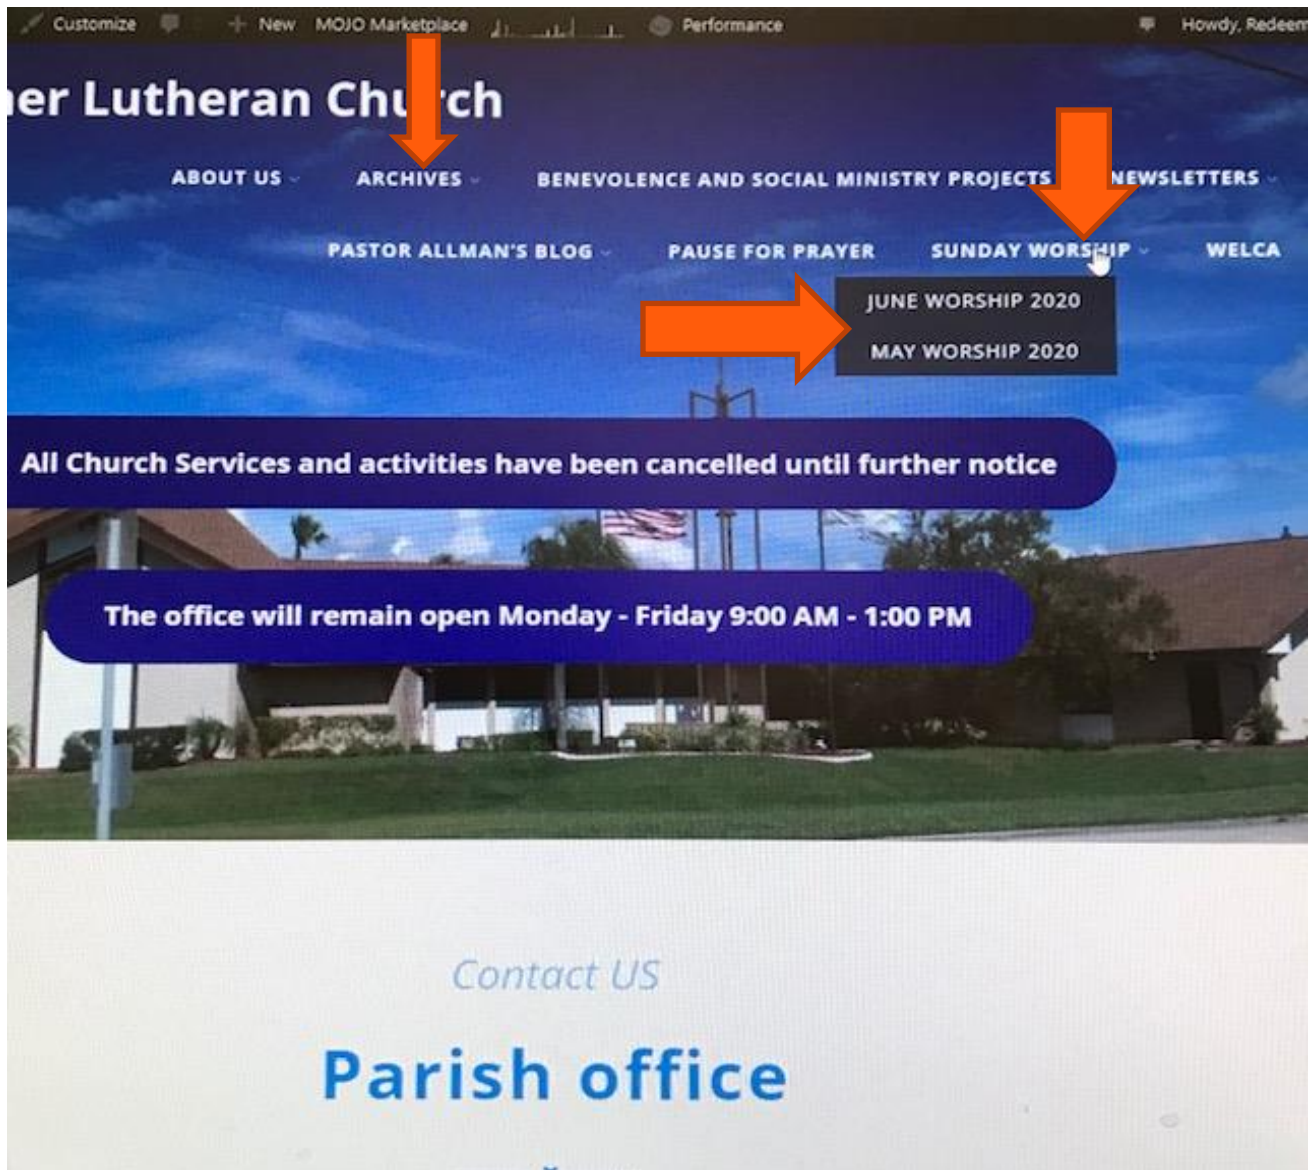 Customize New MOJO Marketplace Performance Howdy, Redeem
er Lutheran Church
ABOUT US ARCHIVES BENEVOLENCE AND SOCIAL MINISTRY PROJECTS NEWSLETTERS
PASTOR ALLMAN'S BLOG PAUSE FOR PRAYER SUNDAY WORSHIP WELCA
JUNE WORSHIP 2020
MAY WORSHIP 2020
All Church Services and activities have been cancelled until further notice
The office will remain open Monday - Friday 9:00 AM - 1:00 PM
Contact US
Parish office